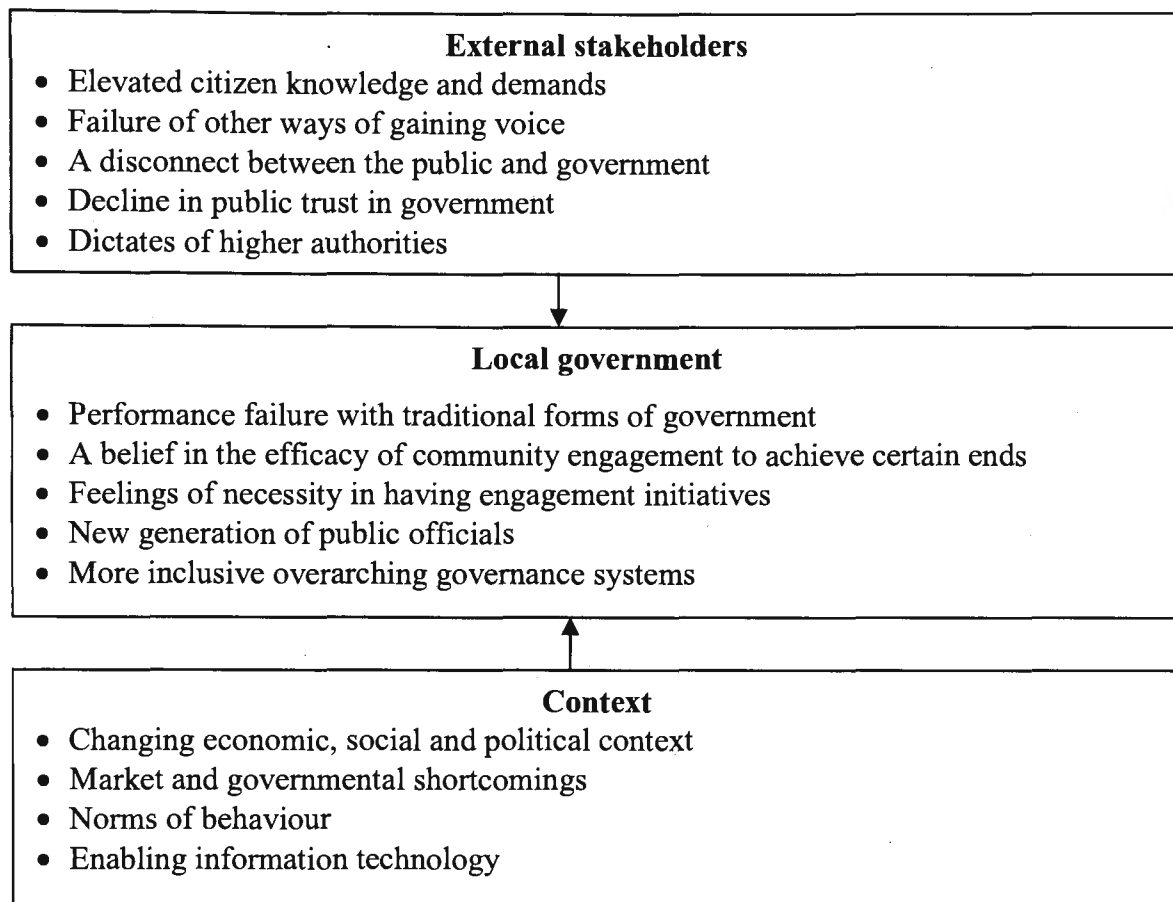 External stakeholders
• Elevated citizen knowledge and demands
• Failure of other ways of gaining voice
• A disconnect between the public and government
• Decline in public trust in government
• Dictates of higher authorities
Local government
• Performance failure with traditional forms of government
• A belief in the efficacy of community engagement to achieve certain ends
• Feelings of necessity in having engagement initiatives
• New generation of public officials
• More inclusive overarching governance systems
Context
• Changing economic, social and political context
• Market and governmental shortcomings
• Norms of behaviour
• Enabling information technology